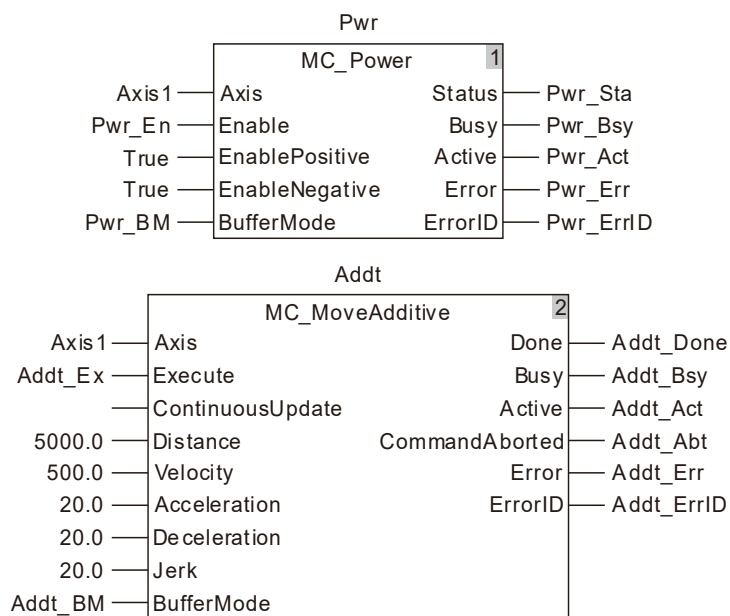 Pwr
MC_Power 1
Axis1 Axis Status Pwr_Sta
Pwr_En Enable Busy Pwr_Bsy
True EnablePositive Active Pwr_Act
True EnableNegative Error Pwr_Err
Pwr_BM BufferMode ErrorID Pwr_ErrID
Addt
MC_MoveAdditive 2
Axis1 Axis Done Addt_Done
Addt_Ex Execute Busy Addt_Bsy
ContinuousUpdate Active Addt_Act
5000.0 Distance CommandAborted Addt_Abt
500.0 Velocity Error Addt_Err
20.0 Acceleration ErrorID Addt_ErrID
20.0 Deceleration
20.0 Jerk
Addt_BM BufferMode